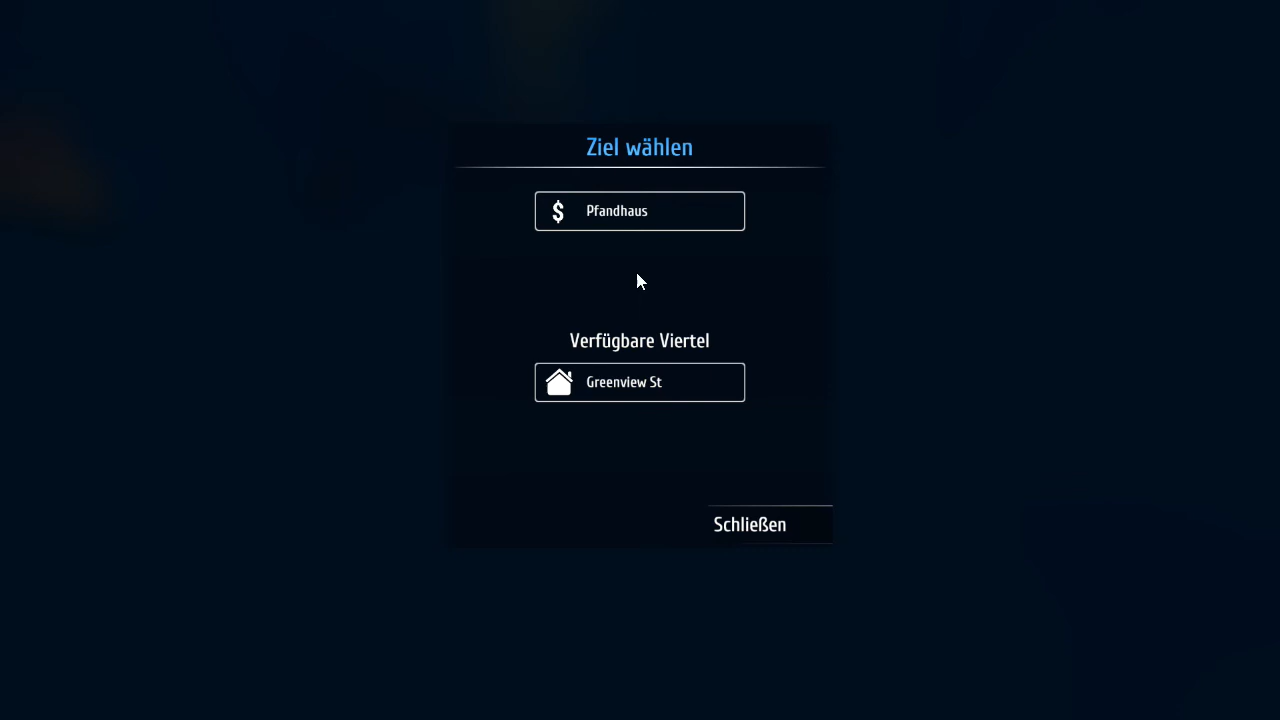 Ziel wählen
$ Pfandhaus
Verfügbare Viertel
Greenview St
Schließen